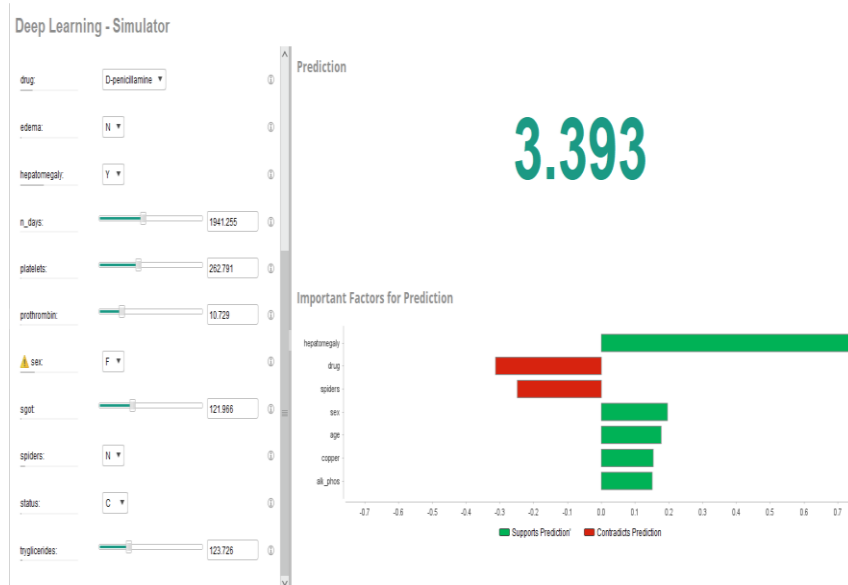 Deep Learning - Simulator
drug: D-penicillamine
edema: N
hepatomegaly: Y
n_days: 1941.255
platelets: 262.791
prothrombin: 10.729
sex: F
sgot: 121.966
spiders: N
status: C
tryglicerides: 123.726
Prediction
3.393
Important Factors for Prediction
hepatomegaly
drug
spiders
sex
age
copper
alk_phos
-0.7 -0.6 -0.5 -0.4 -0.3 -0.2 -0.1 0.0 0.1 0.2 0.3 0.4 0.5 0.6 0.7
Supports Prediction' Contradicts Prediction